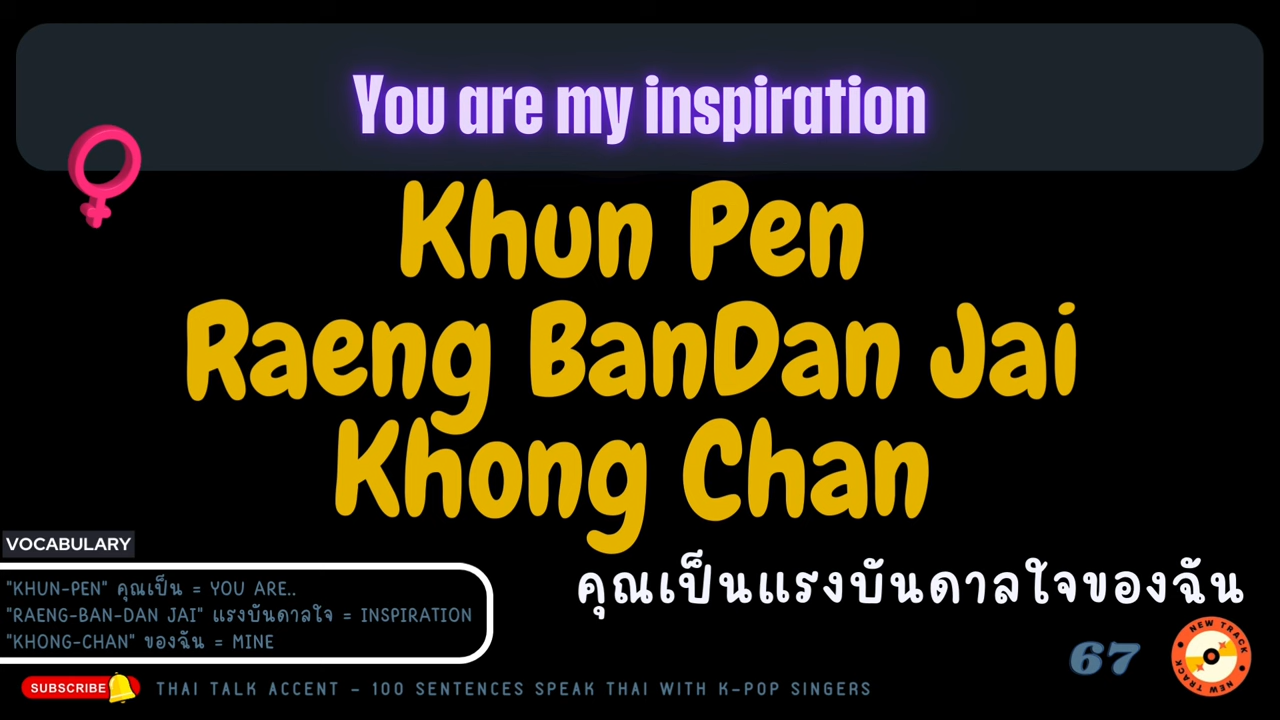 You are my inspiration
Khun Pen
Raeng BanDan Jai
Khong Chan
คุณเป็นแรงบันดาลใจของฉัน
VOCABULARY
"KHUN-PEN" คุณเป็น = YOU ARE..
"RAENG-BAN-DAN JAI" แรงบันดาลใจ = INSPIRATION
"KHONG-CHAN" ของฉัน = MINE
67
NEW TRACK
NEW TRACK
SUBSCRIBE
THAI TALK ACCENT - 100 SENTENCES SPEAK THAI WITH K-POP SINGERS